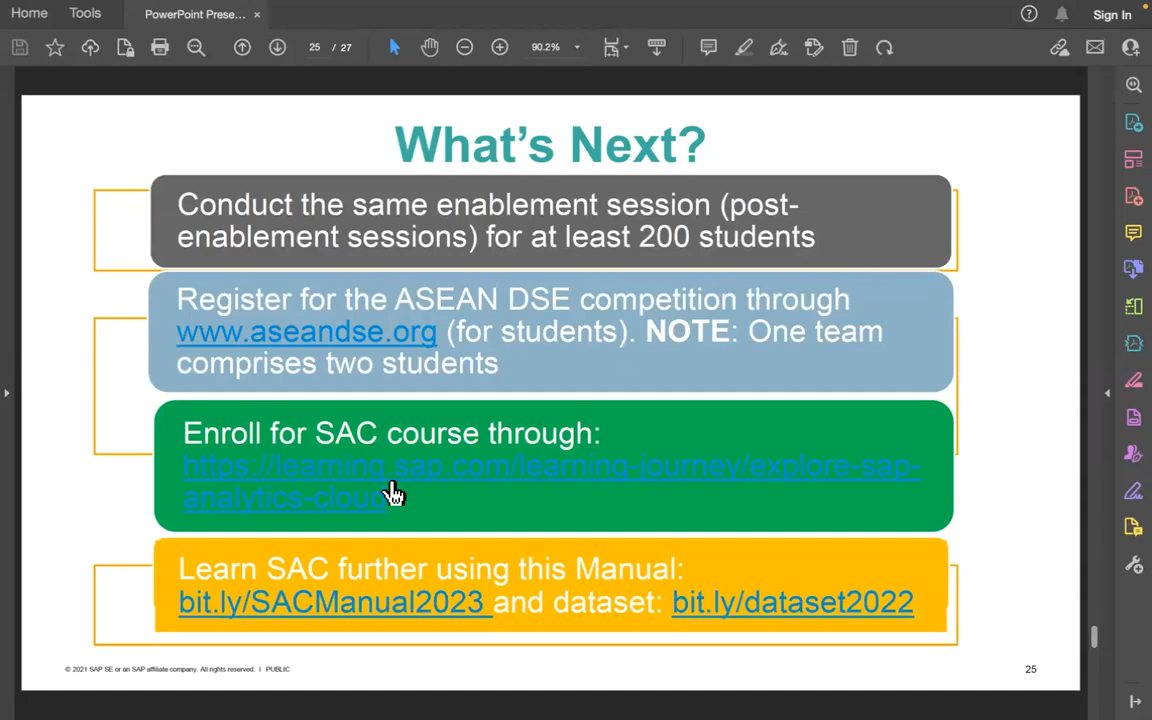 Home
Tools
PowerPoint Prese...
×
Sign In
25 / 27
90.2%
What's Next?
Conduct the same enablement session (post-
enablement sessions) for at least 200 students
Register for the ASEAN DSE competition through
www.aseandse.org (for students). NOTE: One team
comprises two students
Enroll for SAC course through:
https://learning.sap.com/learning-journey/explore-sap-
analytics-cloud
Learn SAC further using this Manual:
bit.ly/SACManual2023 and dataset: bit.ly/dataset2022
© 2021 SAP SE or an SAP affiliate company. All rights reserved. I PUBLIC
25